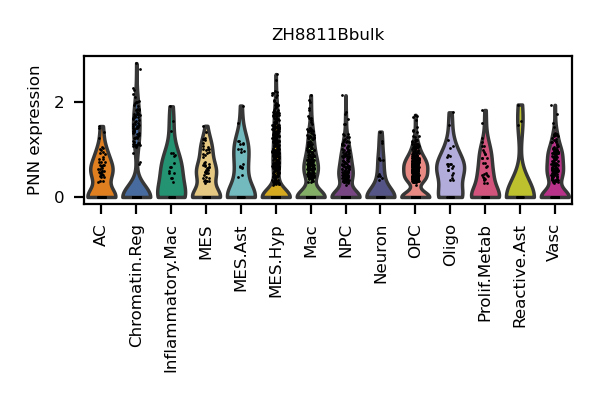 ZH8811Bbulk
PNN expression
2
0
AC
Chromatin.Reg
Inflammatory.Mac
MES
MES.Ast
MES.Hyp
Mac
NPC
Neuron
OPC
Oligo
Prolif.Metab
Reactive.Ast
Vasc